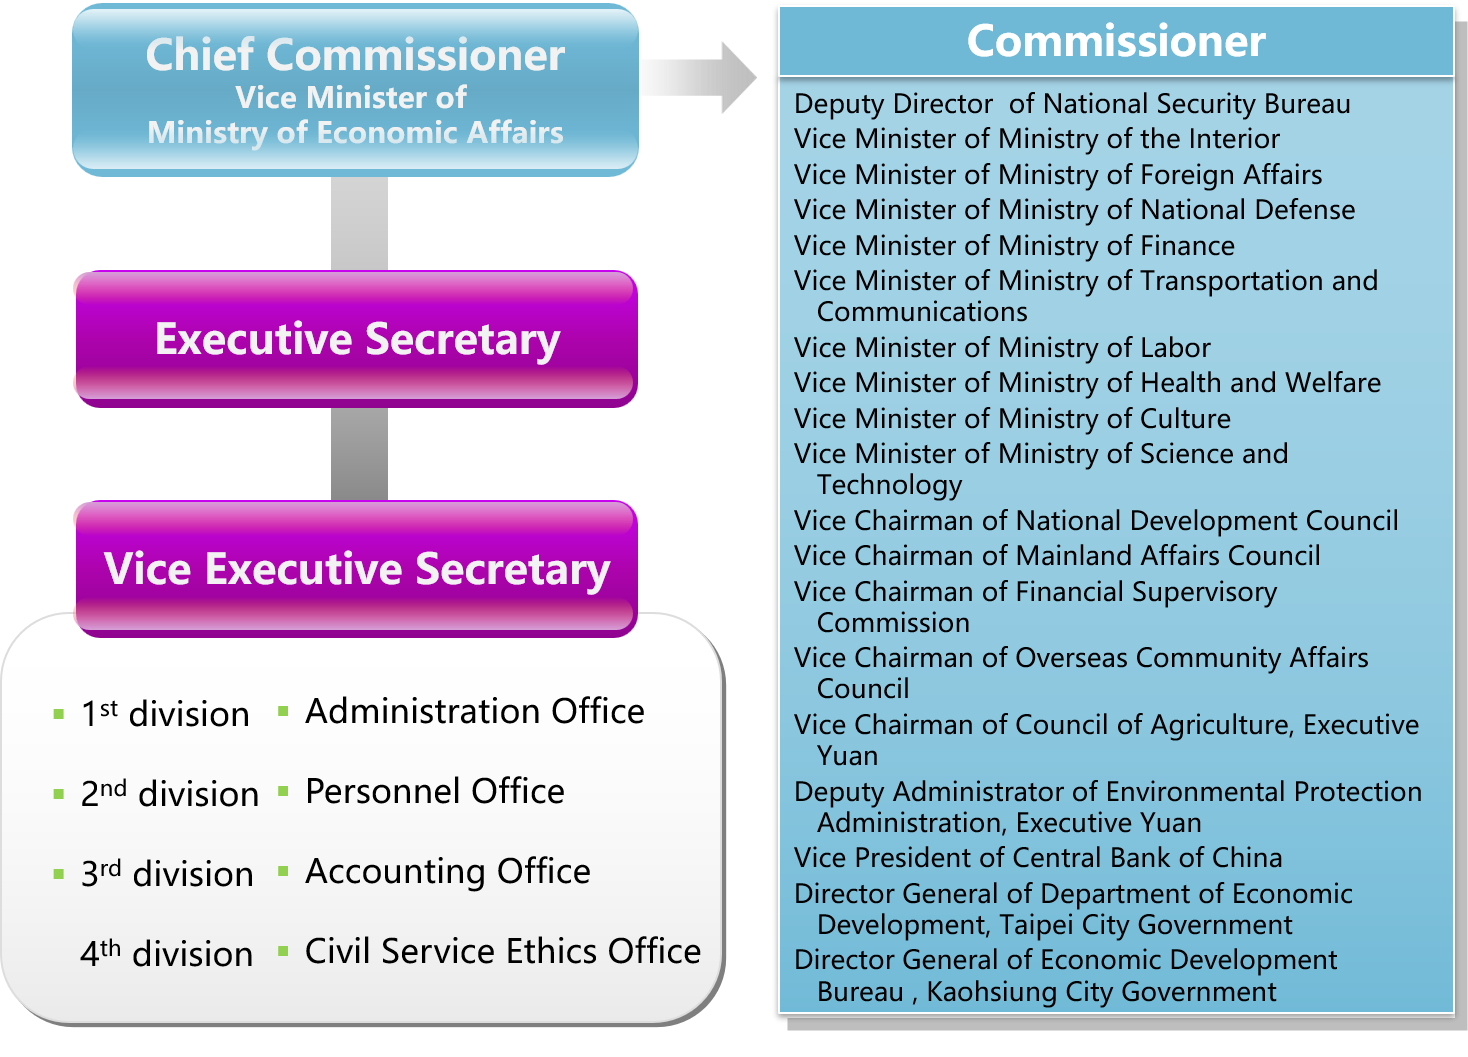 Chief Commissioner
Vice Minister of
Ministry of Economic Affairs
Executive Secretary
Vice Executive Secretary
▪ 1st division ▪ Administration Office
▪ 2nd division ▪ Personnel Office
▪ 3rd division ▪ Accounting Office
4th division ▪ Civil Service Ethics Office
Commissioner
Deputy Director  of National Security Bureau
Vice Minister of Ministry of the Interior
Vice Minister of Ministry of Foreign Affairs
Vice Minister of Ministry of National Defense
Vice Minister of Ministry of Finance
Vice Minister of Ministry of Transportation and
Communications
Vice Minister of Ministry of Labor
Vice Minister of Ministry of Health and Welfare
Vice Minister of Ministry of Culture
Vice Minister of Ministry of Science and
Technology
Vice Chairman of National Development Council
Vice Chairman of Mainland Affairs Council
Vice Chairman of Financial Supervisory
Commission
Vice Chairman of Overseas Community Affairs
Council
Vice Chairman of Council of Agriculture, Executive
Yuan
Deputy Administrator of Environmental Protection
Administration, Executive Yuan
Vice President of Central Bank of China
Director General of Department of Economic
Development, Taipei City Government
Director General of Economic Development
Bureau , Kaohsiung City Government